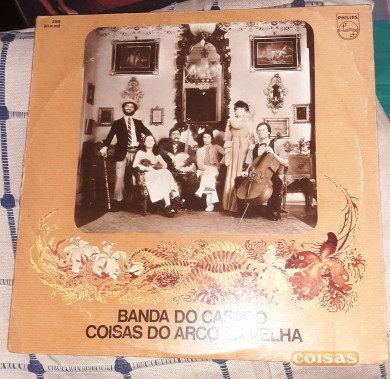 PHILIPS
BANDA DO CASACO
COISAS DO ARCO DA VELHA
coisas